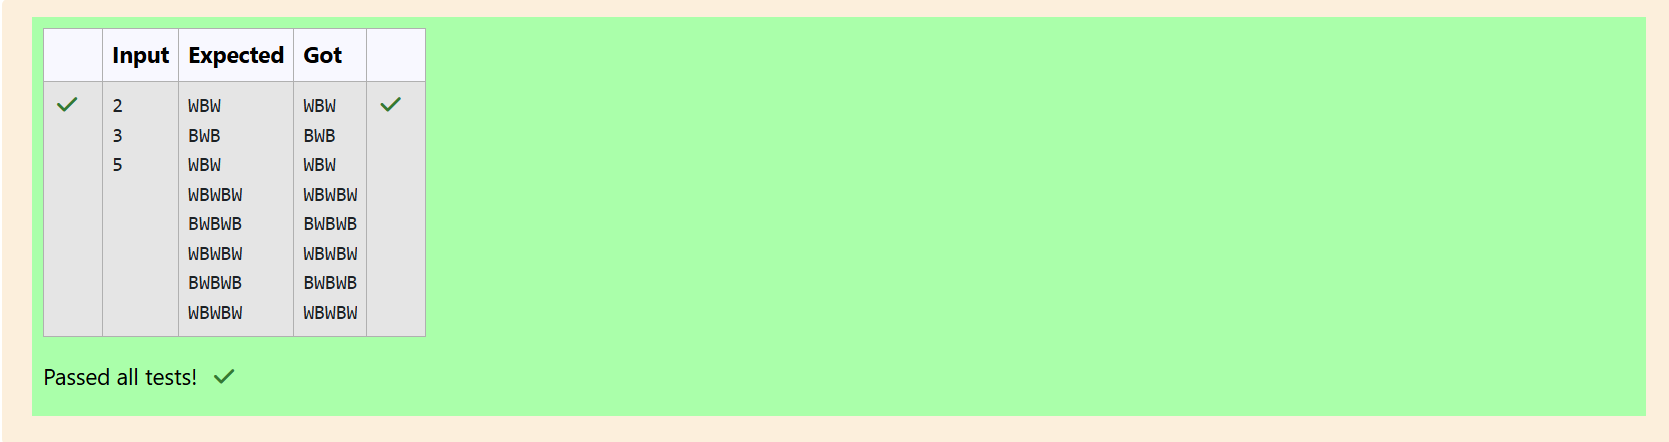 Input Expected Got
2 WBW WBW
3 BWB BWB
5 WBW WBW
WBWBW WBWBW
BWBWB BWBWB
WBWBW WBWBW
BWBWB BWBWB
WBWBW WBWBW
Passed all tests!